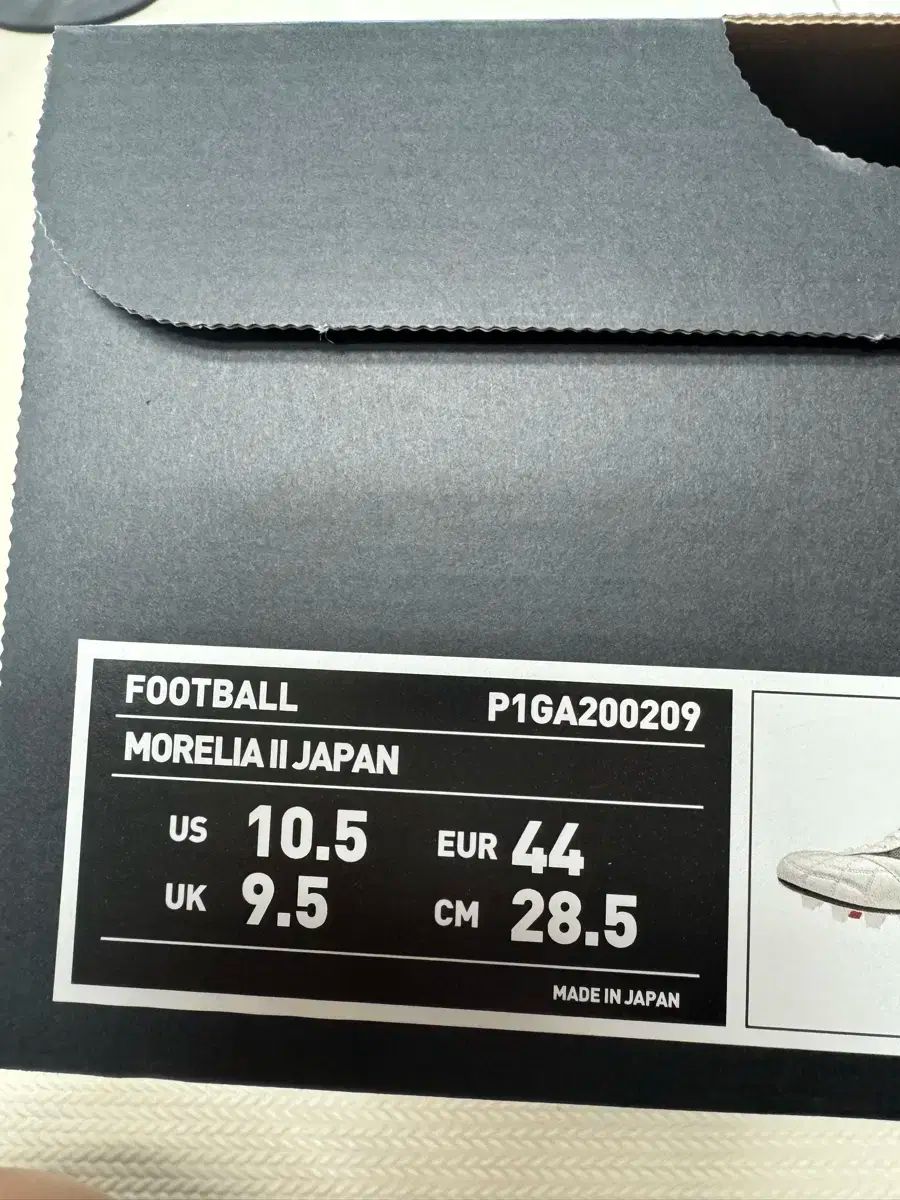 FOOTBALL P1GA200209
MORELIA II JAPAN
US 10.5 EUR 44
UK 9.5 CM 28.5
MADE IN JAPAN